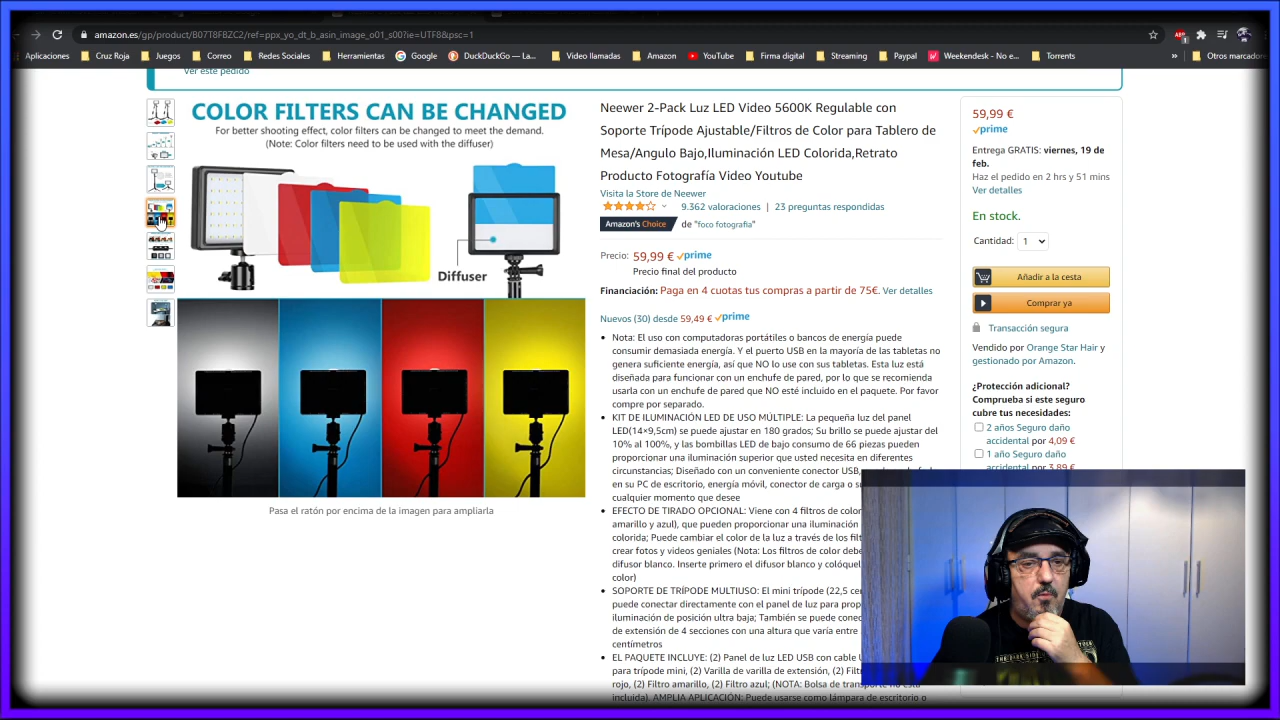 amazon.es/gp/product/B07T8FBZC2/ref=ppx_yo_dt_b_asin_image_o01_s00?ie=UTF8&psc=1
Aplicaciones Cruz Roja Juegos Correo Redes Sociales Herramientas Google DuckDuckGo — La... Video llamadas Amazon YouTube Firma digital Streaming Paypal Weekendesk - No e... Torrents » Otros marcador
Ver este pedido
COLOR FILTERS CAN BE CHANGED
For better shooting effect, color filters can be changed to meet the demand.
(Note: Color filters need to be used with the diffuser)
Diffuser
Pasa el ratón por encima de la imagen para ampliarla
Neewer 2-Pack Luz LED Video 5600K Regulable con
Soporte Trípode Ajustable/Filtros de Color para Tablero de
Mesa/Angulo Bajo,Iluminación LED Colorida,Retrato
Producto Fotografía Video Youtube
Visita la Store de Neewer
9.362 valoraciones | 23 preguntas respondidas
Amazon's Choice de "foco fotografia"
Precio: 59,99 € prime
Precio final del producto
Financiación: Paga en 4 cuotas tus compras a partir de 75€. Ver detalles
Nuevos (30) desde 59,49 € prime
• Nota: El uso con computadoras portátiles o bancos de energía puede
consumir demasiada energía. Y el puerto USB en la mayoría de las tabletas no
genera suficiente energía, así que NO lo use con sus tabletas. Esta luz está
diseñada para funcionar con un enchufe de pared, por lo que se recomienda
usarla con un enchufe de pared que NO esté incluido en el paquete. Por favor
compre por separado.
• KIT DE ILUMINACIÓN LED DE USO MÚLTIPLE: La pequeña luz del panel
LED(14×9,5cm) se puede ajustar en 180 grados; Su brillo se puede ajustar del
10% al 100%, y las bombillas LED de bajo consumo de 66 piezas pueden
proporcionar una iluminación superior que usted necesita en diferentes
circunstancias; Diseñado con un conveniente conector USB,
en su PC de escritorio, energía móvil, conector de carga o s
cualquier momento que desee
• EFECTO DE TIRADO OPCIONAL: Viene con 4 filtros de color
amarillo y azul), que pueden proporcionar una iluminación
colorida; Puede cambiar el color de la luz a través de los filt
crear fotos y videos geniales (Nota: Los filtros de color debe
difusor blanco. Inserte primero el difusor blanco y colóquel
color)
• SOPORTE DE TRÍPODE MULTIUSO: El mini trípode (22,5 cen
puede conectar directamente con el panel de luz para prop
iluminación de posición ultra baja; También se puede conec
de extensión de 4 secciones con una altura que varía entre
centímetros
• EL PAQUETE INCLUYE: (2) Panel de luz LED USB con cable U
para trípode mini, (2) Varilla de varilla de extensión, (2) Filt
rojo, (2) Filtro amarillo, (2) Filtro azul; (NOTA: Bolsa de transporte no está
incluida). AMPLIA APLICACIÓN: Puede usarse como lámpara de escritorio o
59,99 €
prime
Entrega GRATIS: viernes, 19 de
feb.
Haz el pedido en 2 hrs y 51 mins
Ver detalles
En stock.
Cantidad: 1
Añadir a la cesta
Comprar ya
Transacción segura
Vendido por Orange Star Hair y
gestionado por Amazon.
¿Protección adicional?
Comprueba si este seguro
cubre tus necesidades:
2 años Seguro daño
accidental por 4,09 €
1 año Seguro daño
accidental por 3,89 €